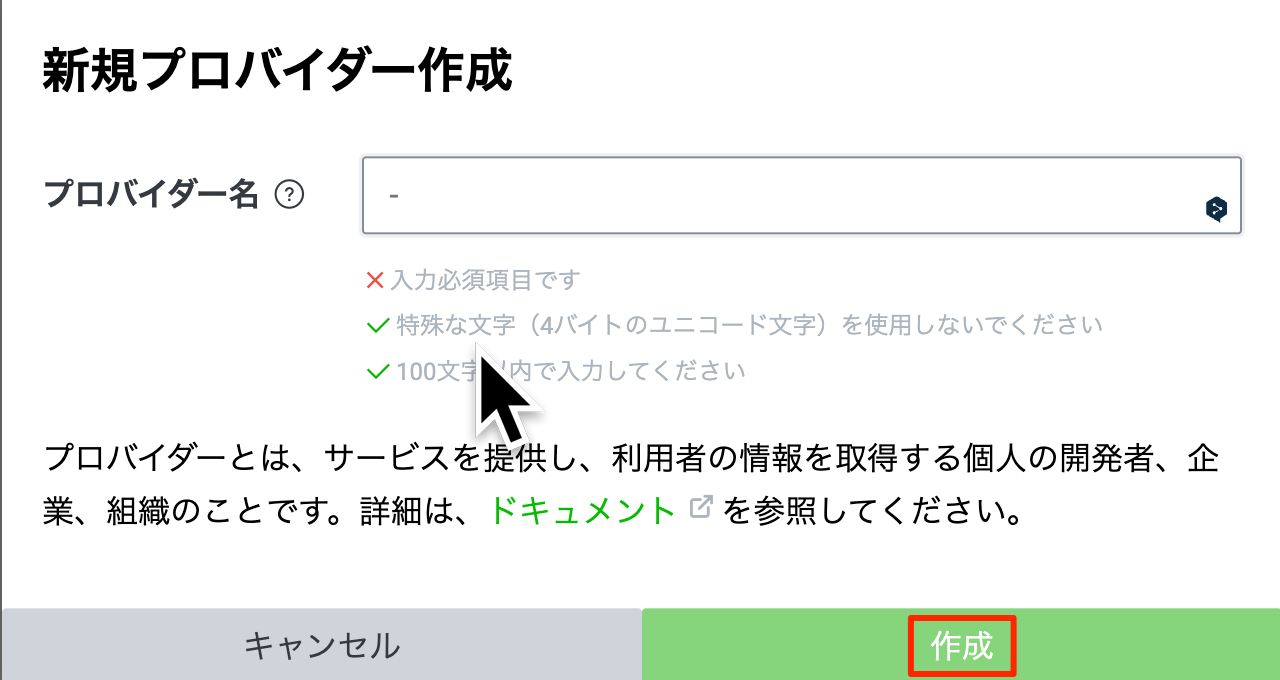 新規プロバイダー作成
プロバイダー名 ?
-
入力必須項目です
特殊な文字（4バイトのユニコード文字）を使用しないでください
100文字以内で入力してください
プロバイダーとは、サービスを提供し、利用者の情報を取得する個人の開発者、企
業、組織のことです。詳細は、ドキュメント を参照してください。
キャンセル
作成